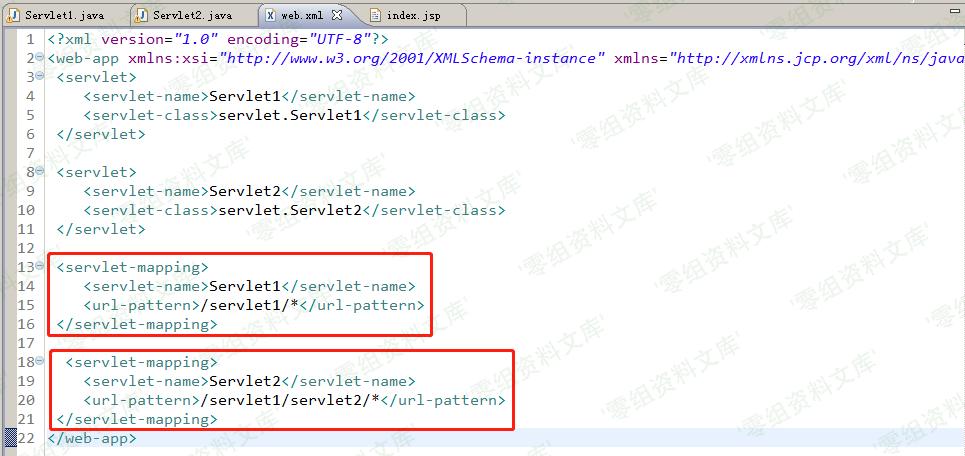 Servlet1.java Servlet2.java web.xml index.jsp
1 <?xml version="1.0" encoding="UTF-8"?>
2 <web-app xmlns:xsi="http://www.w3.org/2001/XMLSchema-instance" xmlns="http://xmlns.jcp.org/xml/ns/java
3 <servlet>
4 <servlet-name>Servlet1</servlet-name>
5 <servlet-class>servlet.Servlet1</servlet-class>
6 </servlet>
7
8 <servlet>
9 <servlet-name>Servlet2</servlet-name>
10 <servlet-class>servlet.Servlet2</servlet-class>
11 </servlet>
12
13 <servlet-mapping>
14 <servlet-name>Servlet1</servlet-name>
15 <url-pattern>/servlet1/*</url-pattern>
16 </servlet-mapping>
17
18 <servlet-mapping>
19 <servlet-name>Servlet2</servlet-name>
20 <url-pattern>/servlet1/servlet2/*</url-pattern>
21 </servlet-mapping>
22 </web-app>
'零组资料文库'